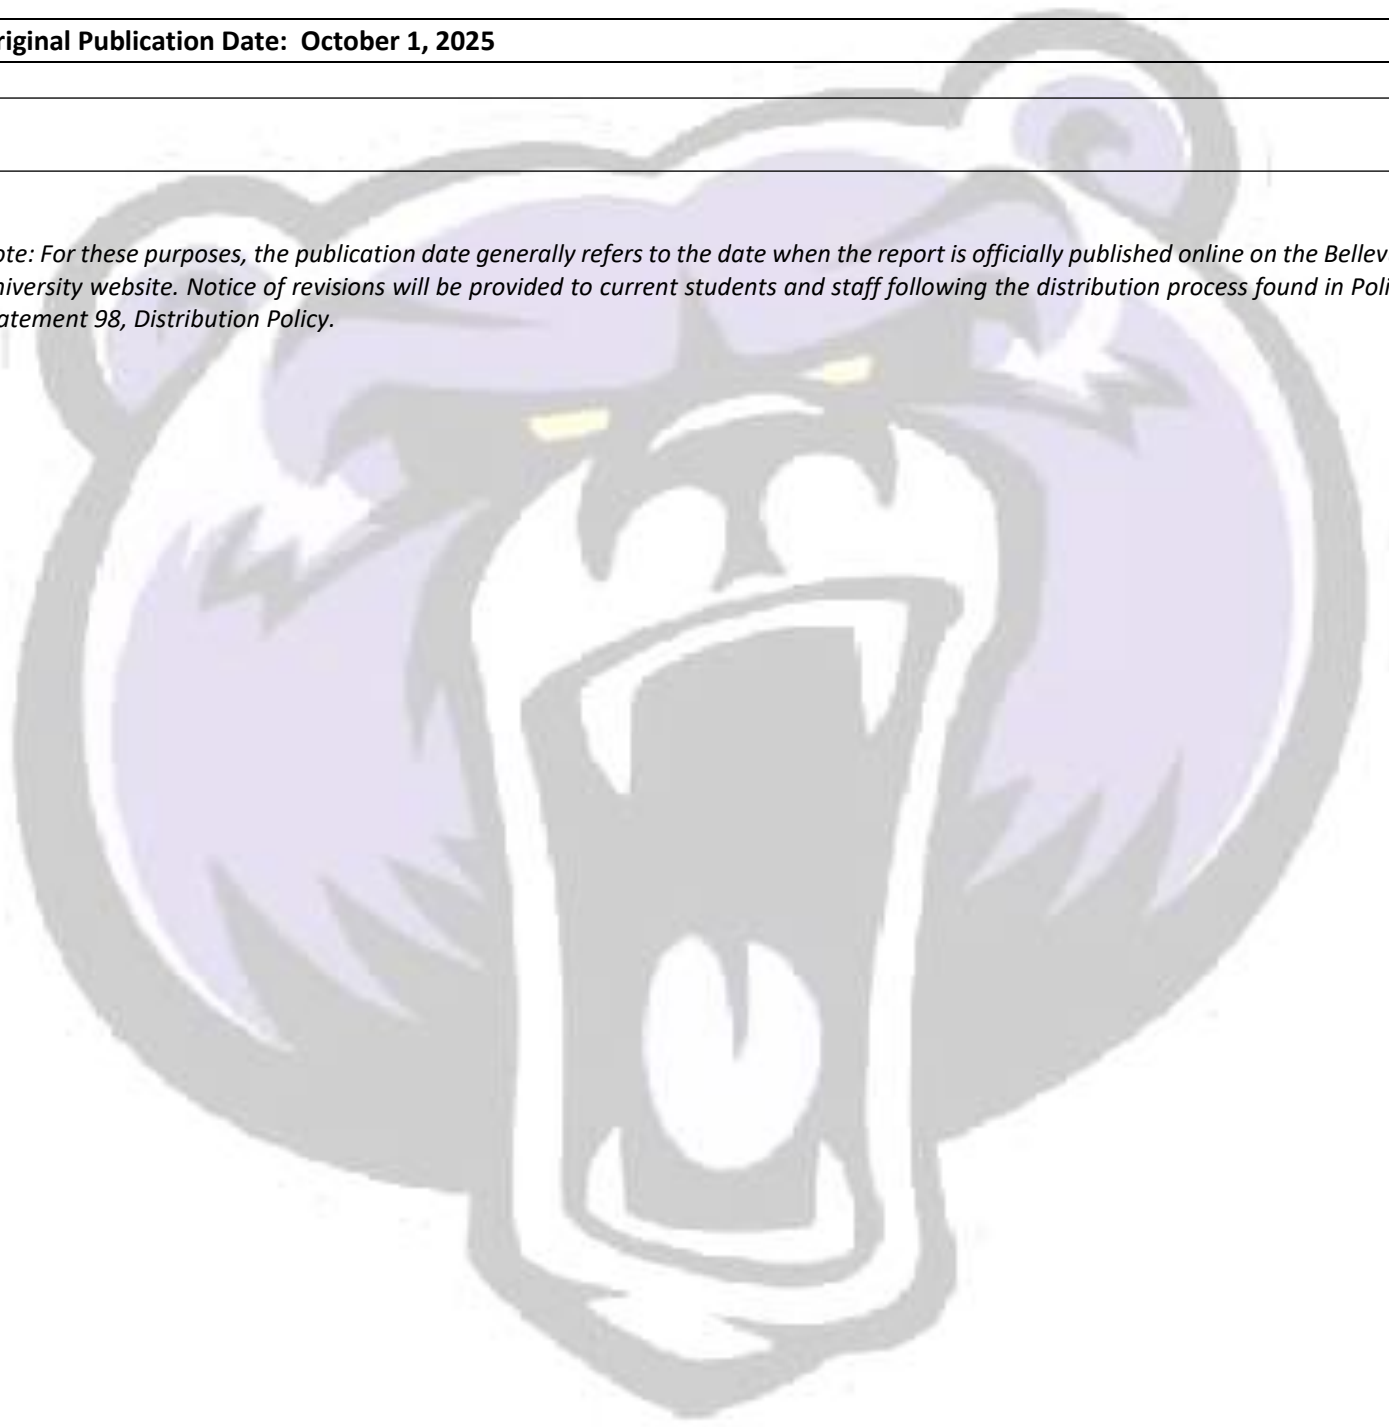 riginal Publication Date: October 1, 2025
ote: For these purposes, the publication date generally refers to the date when the report is officially published online on the Bellev
niversity website. Notice of revisions will be provided to current students and staff following the distribution process found in Poli
atement 98, Distribution Policy.